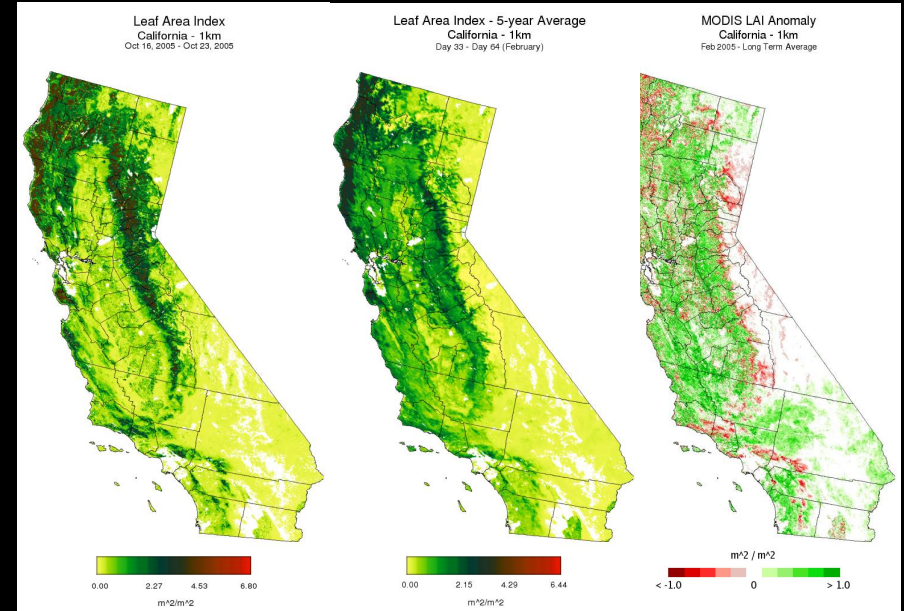 Leaf Area Index
California - 1km
Oct 16, 2005 - Oct 23, 2005
0.00 2.27 4.53 6.80
m^2/m^2
Leaf Area Index - 5-year Average
California - 1km
Day 33 - Day 64 (February)
0.00 2.15 4.29 6.44
m^2/m^2
MODIS LAI Anomaly
California - 1km
Feb 2005 - Long Term Average
m^2 / m^2
< -1.0 0 > 1.0